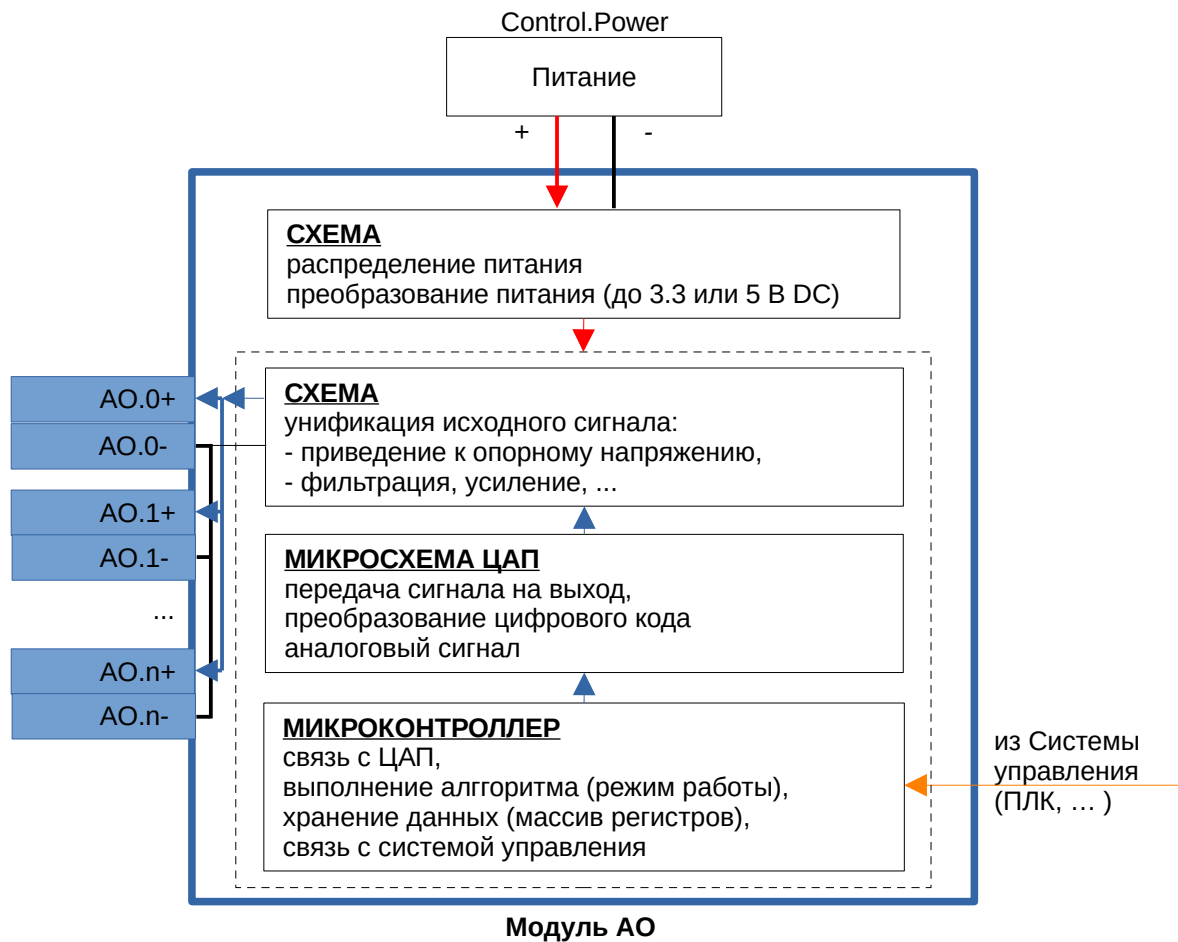 Control.Power
Питание
+
-
СХЕМА
распределение питания
преобразование питания (до 3.3 или 5 В DC)
AO.0+
AO.0-
AO.1+
AO.1-
...
AO.n+
AO.n-
СХЕМА
унификация исходного сигнала:
- приведение к опорному напряжению,
- фильтрация, усиление, ...
МИКРОСХЕМА ЦАП
передача сигнала на выход,
преобразование цифрового кода
аналоговый сигнал
МИКРОКОНТРОЛЛЕР
связь с ЦАП,
выполнение алггоритма (режим работы),
хранение данных (массив регистров),
связь с системой управления
из Системы
управления
(ПЛК, … )
Модуль AO